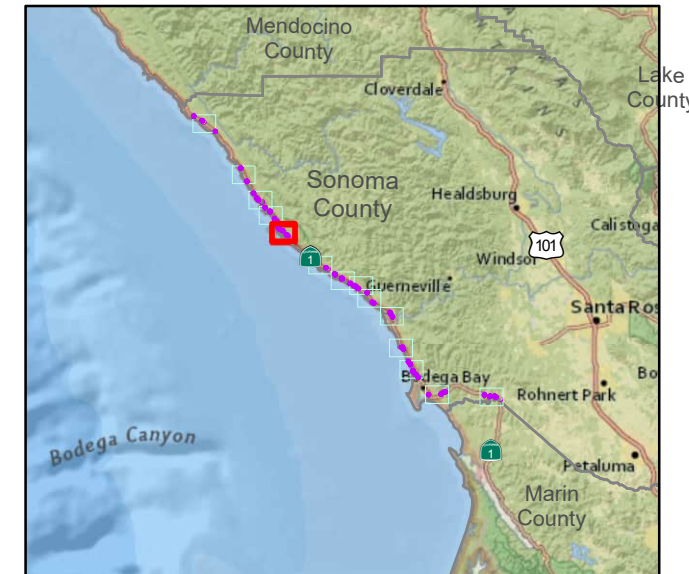 Mendocino
County
Lake
County
Cloverdale
Sonoma
County
Healdsburg
Calistoga
101
Windsor
1
Guerneville
Santa Ros
Bodega Bay
Bo
Rohnert Park
Bodega Canyon
1
Petaluma
Marin
County